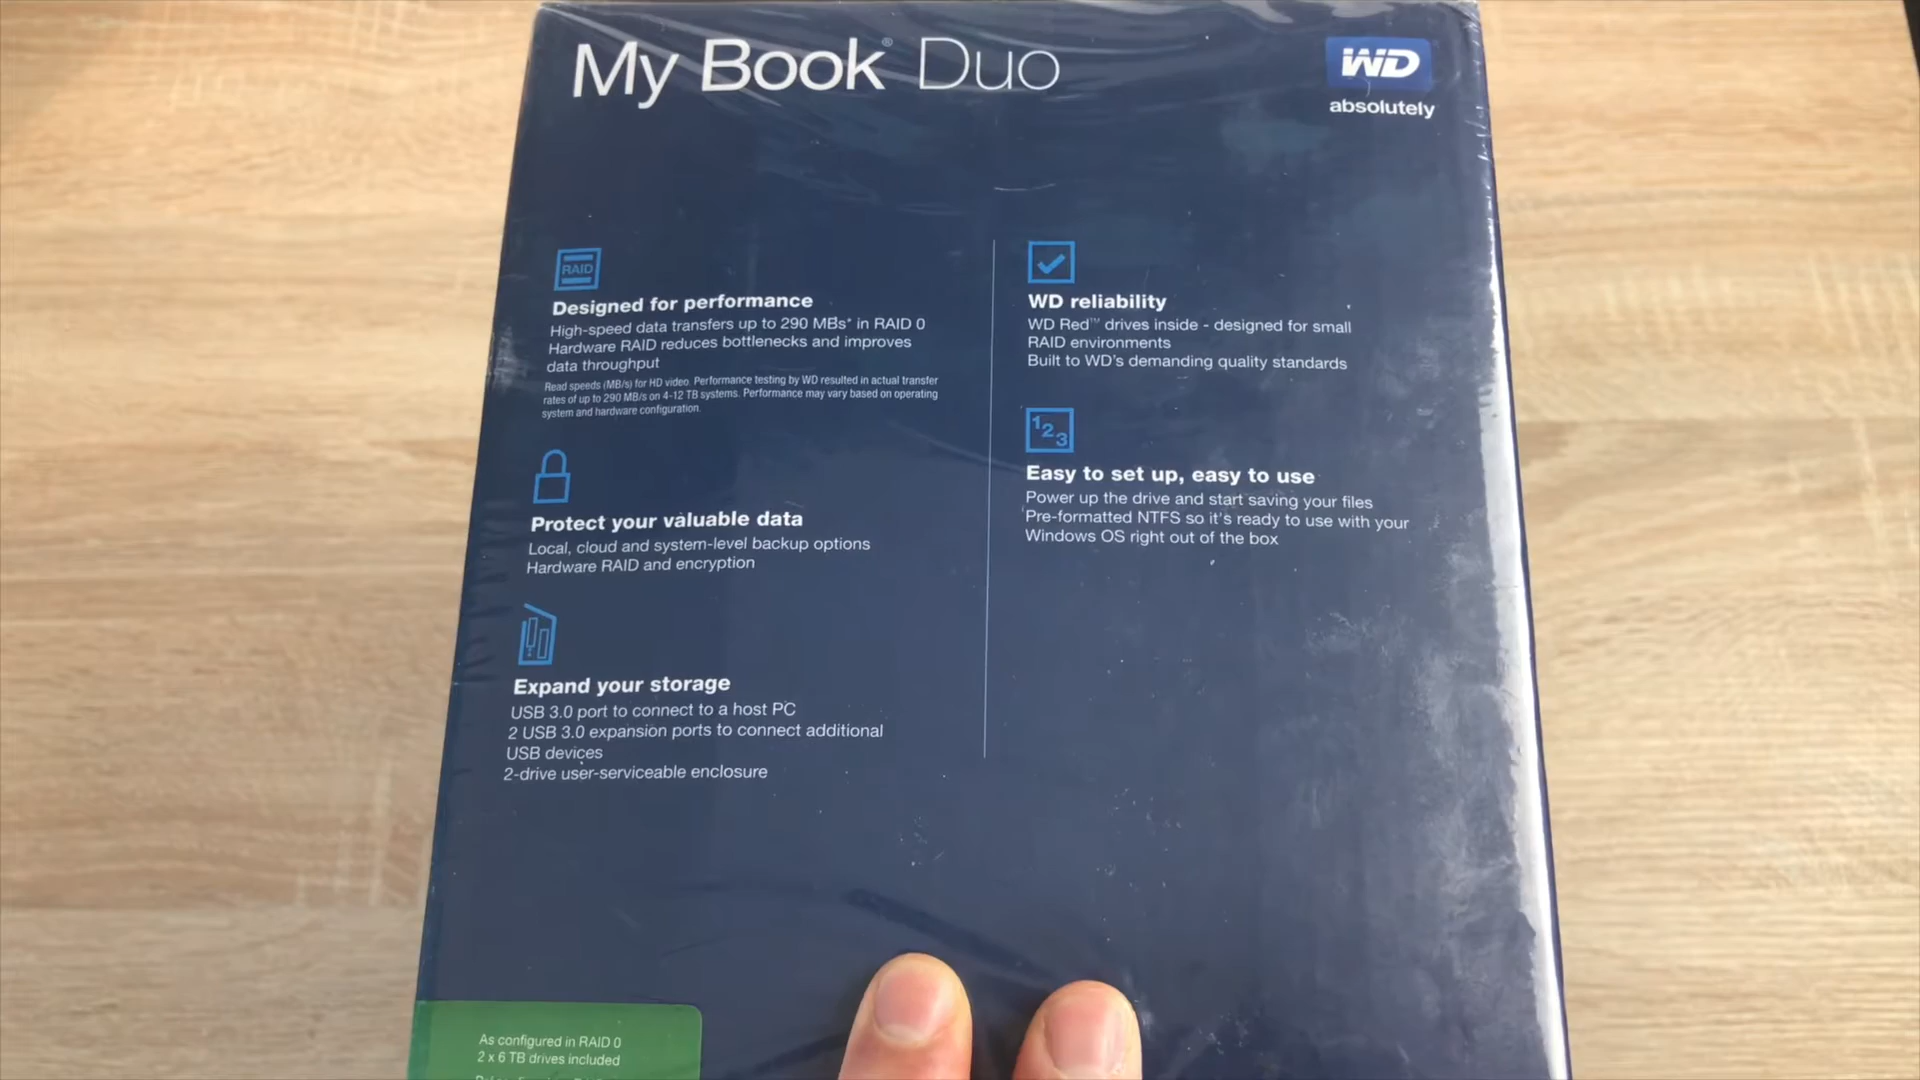 My Book® Duo
WD
absolutely
RAID
Designed for performance
High-speed data transfers up to 290 MBs* in RAID 0
Hardware RAID reduces bottlenecks and improves
data throughput
Read speeds (MB/s) for HD video. Performance testing by WD resulted in actual transfer
rates of up to 290 MB/s on 4-12 TB systems. Performance may vary based on operating
system and hardware configuration.
Protect your valuable data
Local, cloud and system-level backup options
Hardware RAID and encryption
Expand your storage
USB 3.0 port to connect to a host PC
2 USB 3.0 expansion ports to connect additional
USB devices
2-drive user-serviceable enclosure
WD reliability
WD Red™ drives inside - designed for small
RAID environments
Built to WD's demanding quality standards
123
Easy to set up, easy to use
Power up the drive and start saving your files
Pre-formatted NTFS so it's ready to use with your
Windows OS right out of the box
As configured in RAID 0
2 x 6 TB drives included